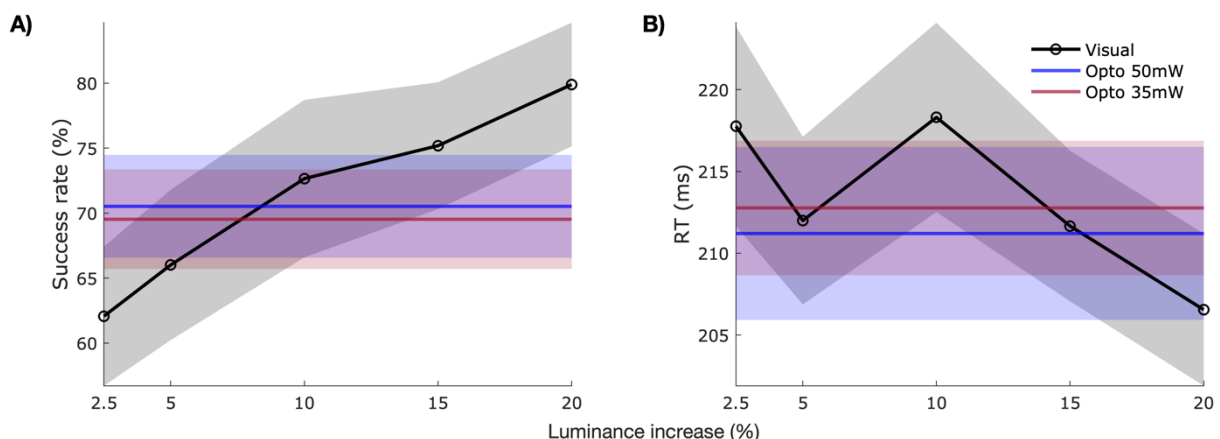 A)
Success rate (%)
80
75
70
65
60
2.5
5
10
15
20
B)
RT (ms)
220
215
210
205
2.5
5
10
15
20
Visual
Opto 50mW
Opto 35mW
Luminance increase (%)